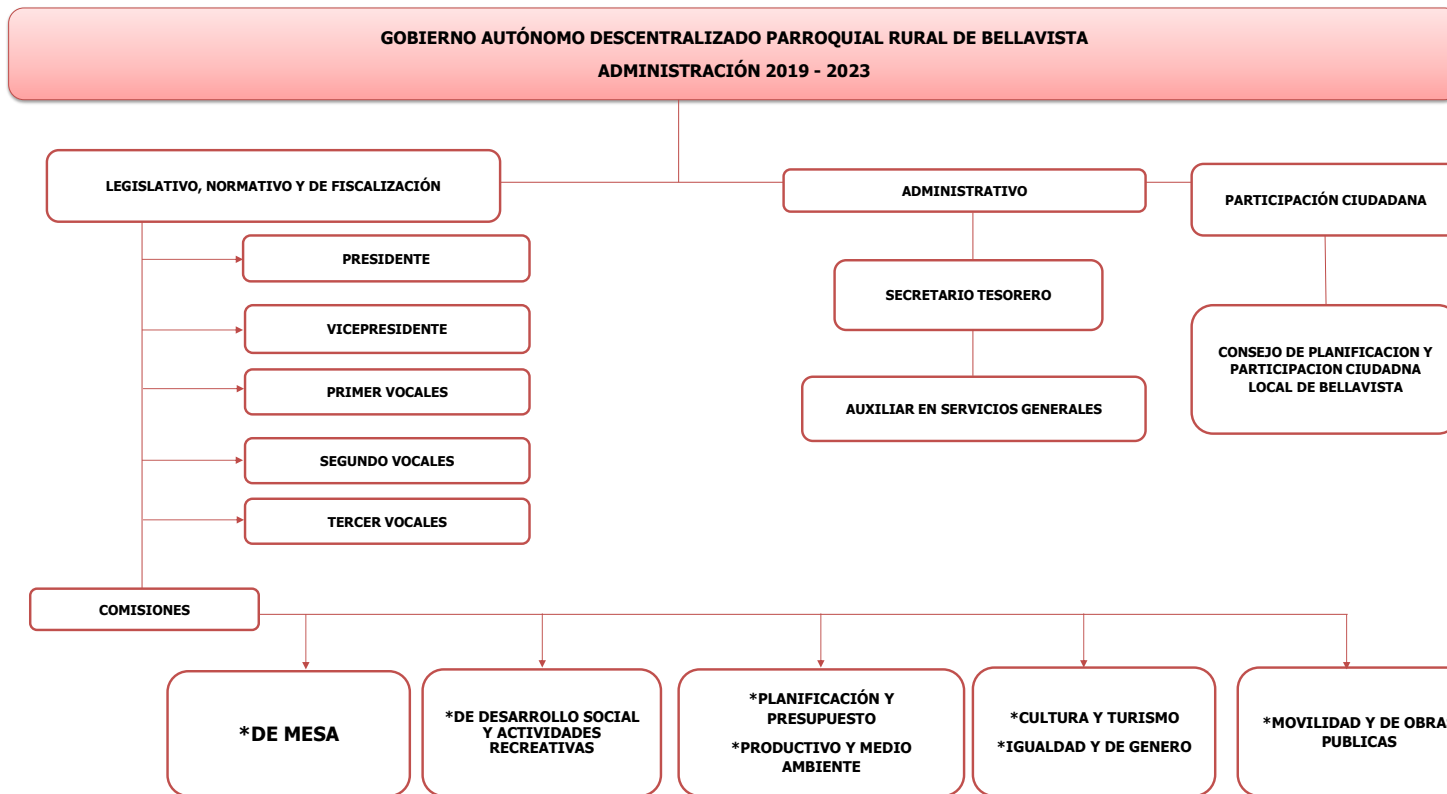 GOBIERNO AUTÓNOMO DESCENTRALIZADO PARROQUIAL RURAL DE BELLAVISTA
ADMINISTRACIÓN 2019 - 2023
LEGISLATIVO, NORMATIVO Y DE FISCALIZACIÓN
ADMINISTRATIVO
PARTICIPACIÓN CIUDADANA
PRESIDENTE
VICEPRESIDENTE
PRIMER VOCALES
SEGUNDO VOCALES
TERCER VOCALES
SECRETARIO TESORERO
AUXILIAR EN SERVICIOS GENERALES
CONSEJO DE PLANIFICACION Y
PARTICIPACION CIUDADNA
LOCAL DE BELLAVISTA
COMISIONES
*DE MESA
*DE DESARROLLO SOCIAL
Y ACTIVIDADES
RECREATIVAS
*PLANIFICACIÓN Y
PRESUPUESTO
*PRODUCTIVO Y MEDIO
AMBIENTE
*CULTURA Y TURISMO
*IGUALDAD Y DE GENERO
*MOVILIDAD Y DE OBRA
PUBLICAS